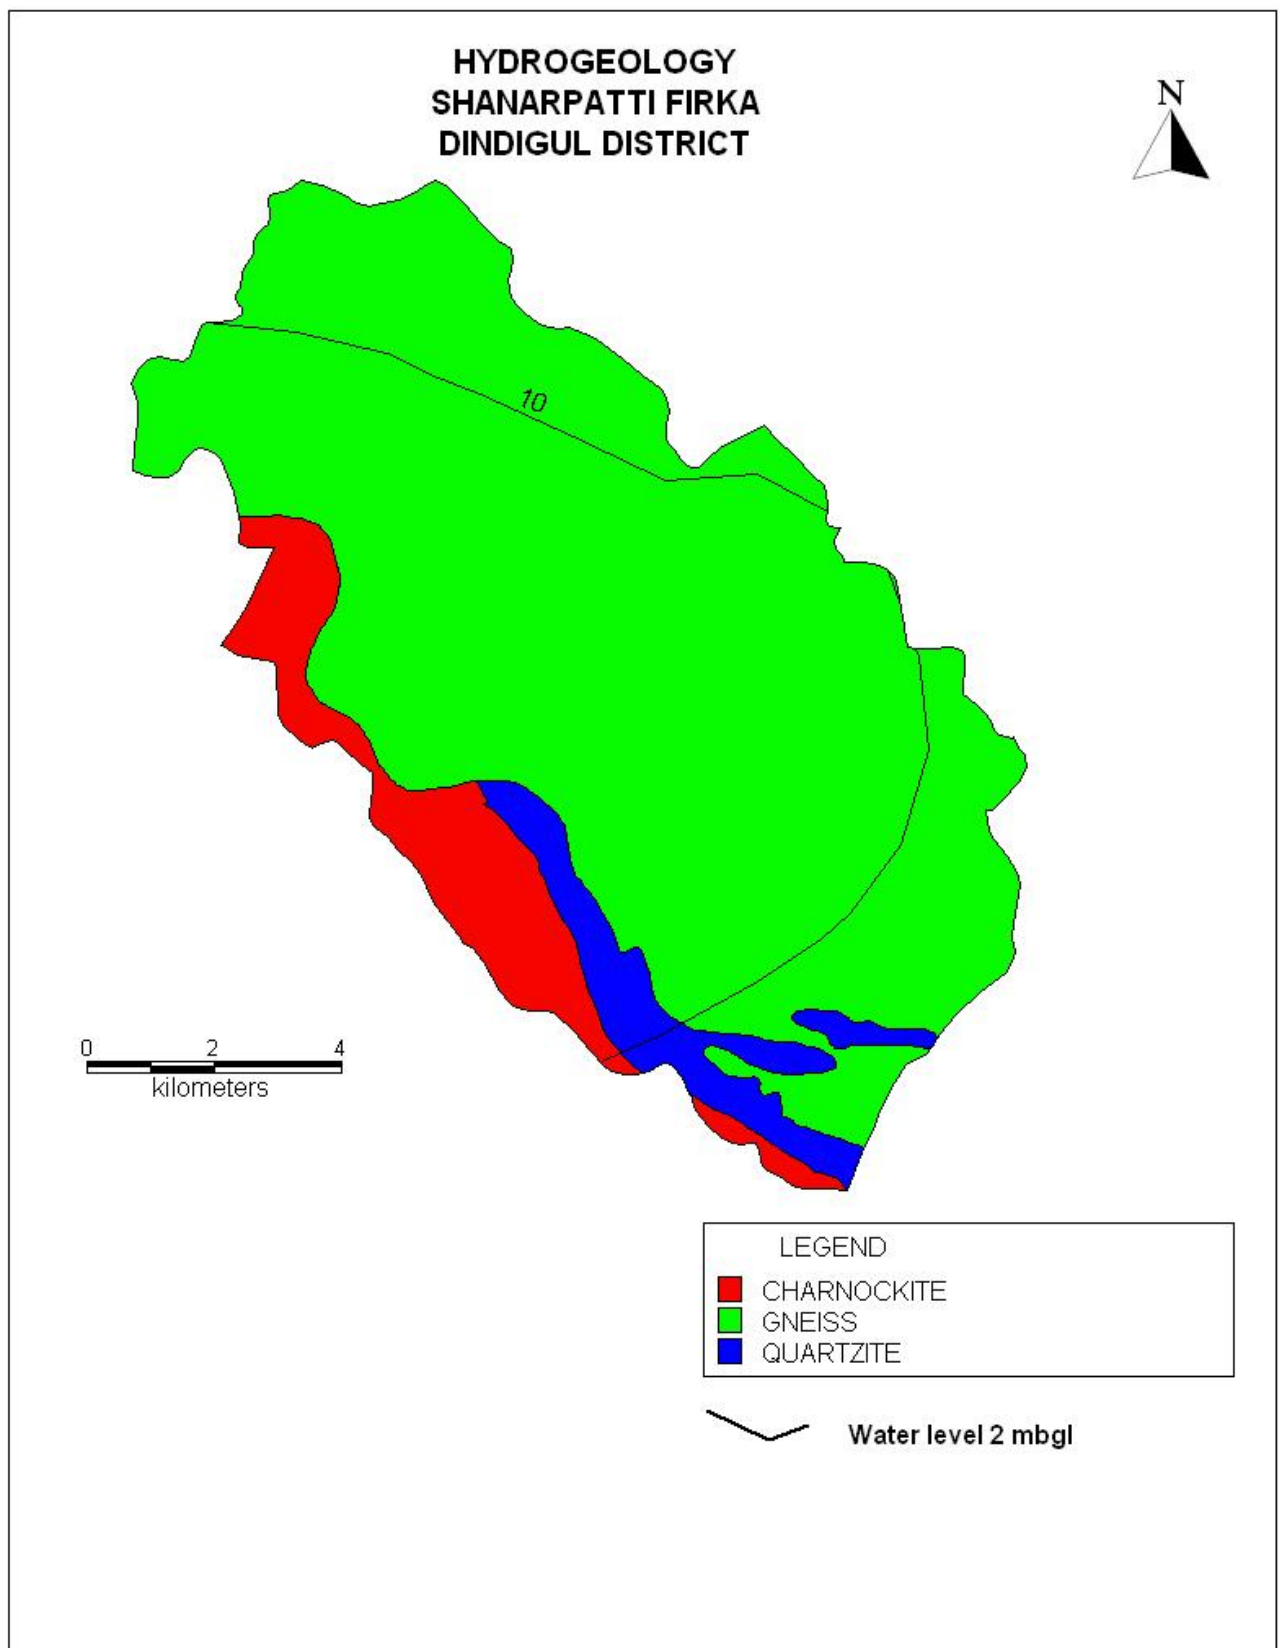 HYDROGEOLOGY
SHANARPATTI FIRKA
DINDIGUL DISTRICT
N
10
0 2 4
kilometers
LEGEND
CHARNOCKITE
GNEISS
QUARTZITE
Water level 2 mbgl